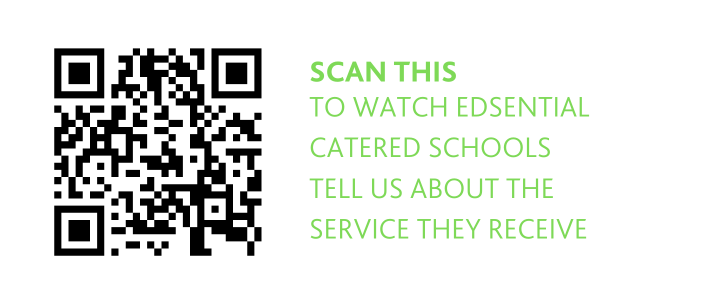 SCAN THIS
TO WATCH EDSENTIAL
CATERED SCHOOLS
TELL US ABOUT THE
SERVICE THEY RECEIVE